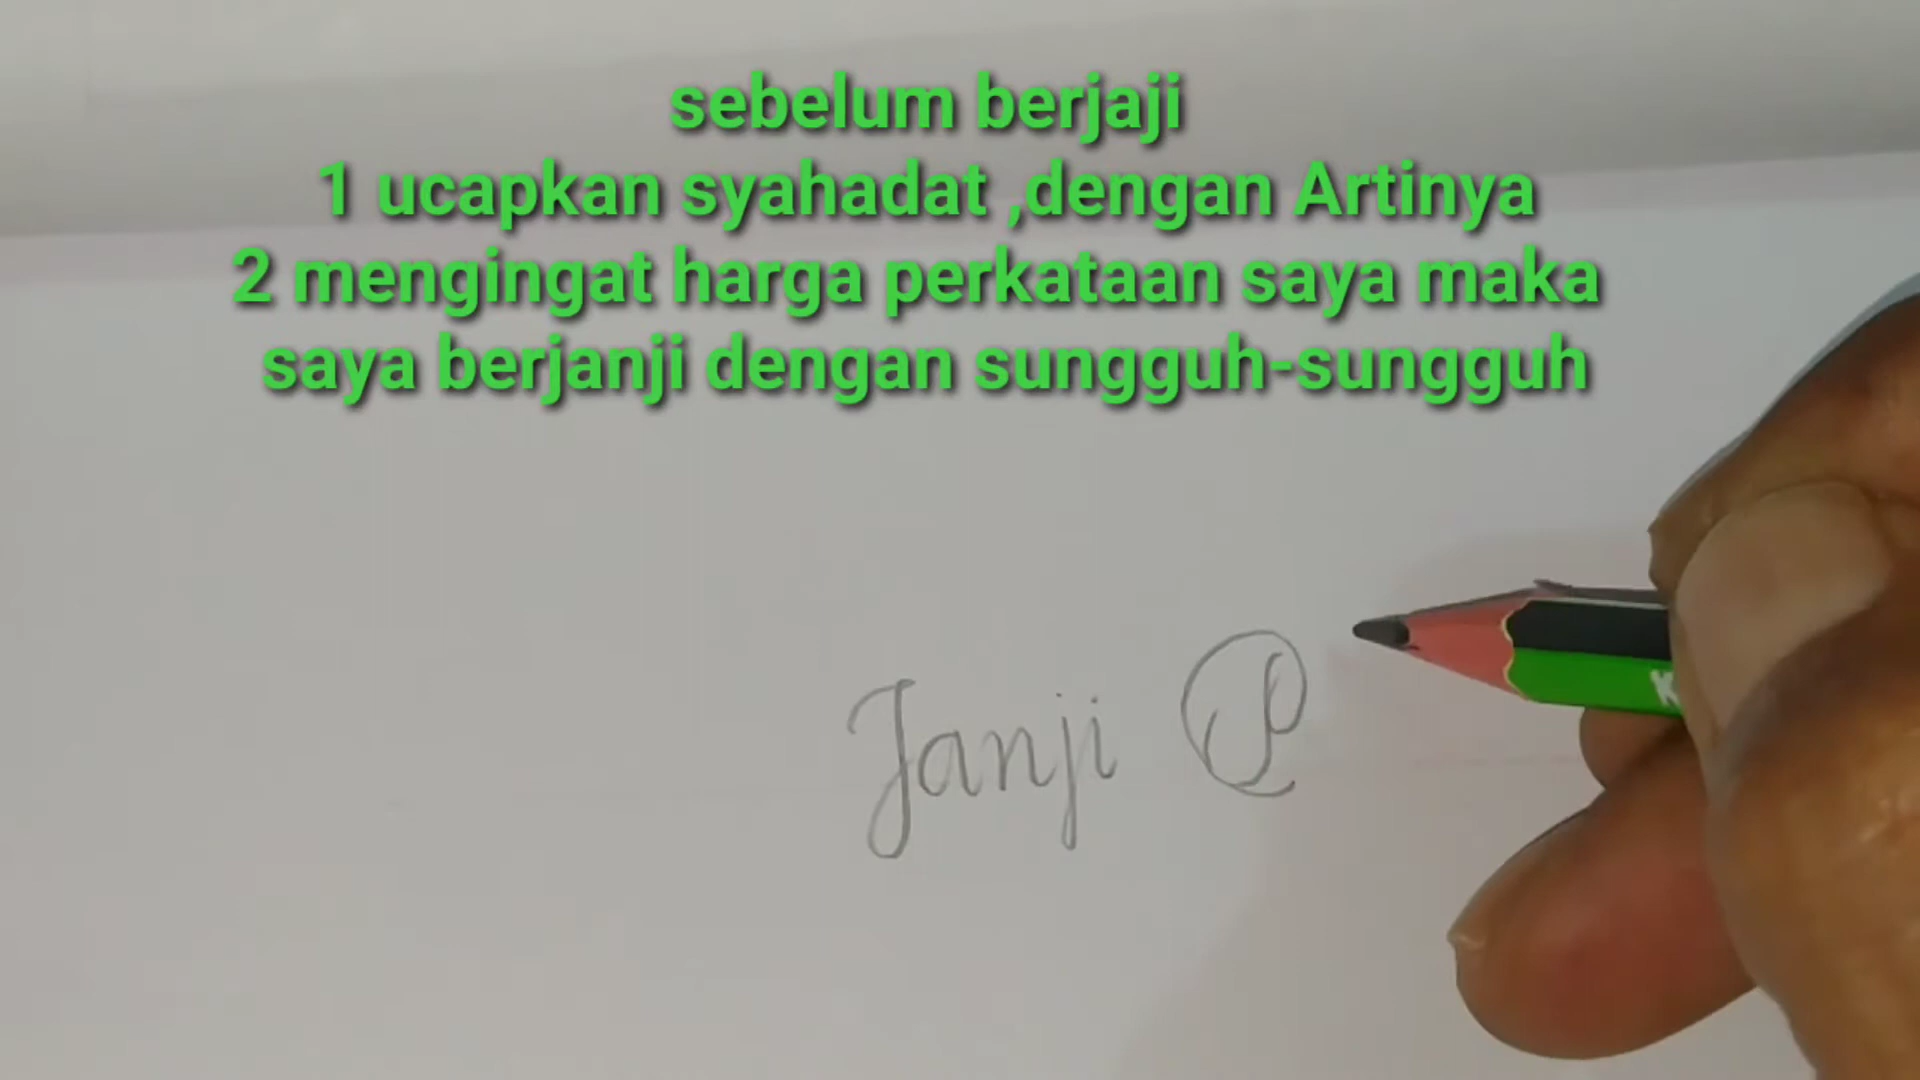 sebelum berjaji
1 ucapkan syahadat ,dengan Artinya
2 mengingat harga perkataan saya maka
saya berjanji dengan sungguh-sungguh
Janji P
K